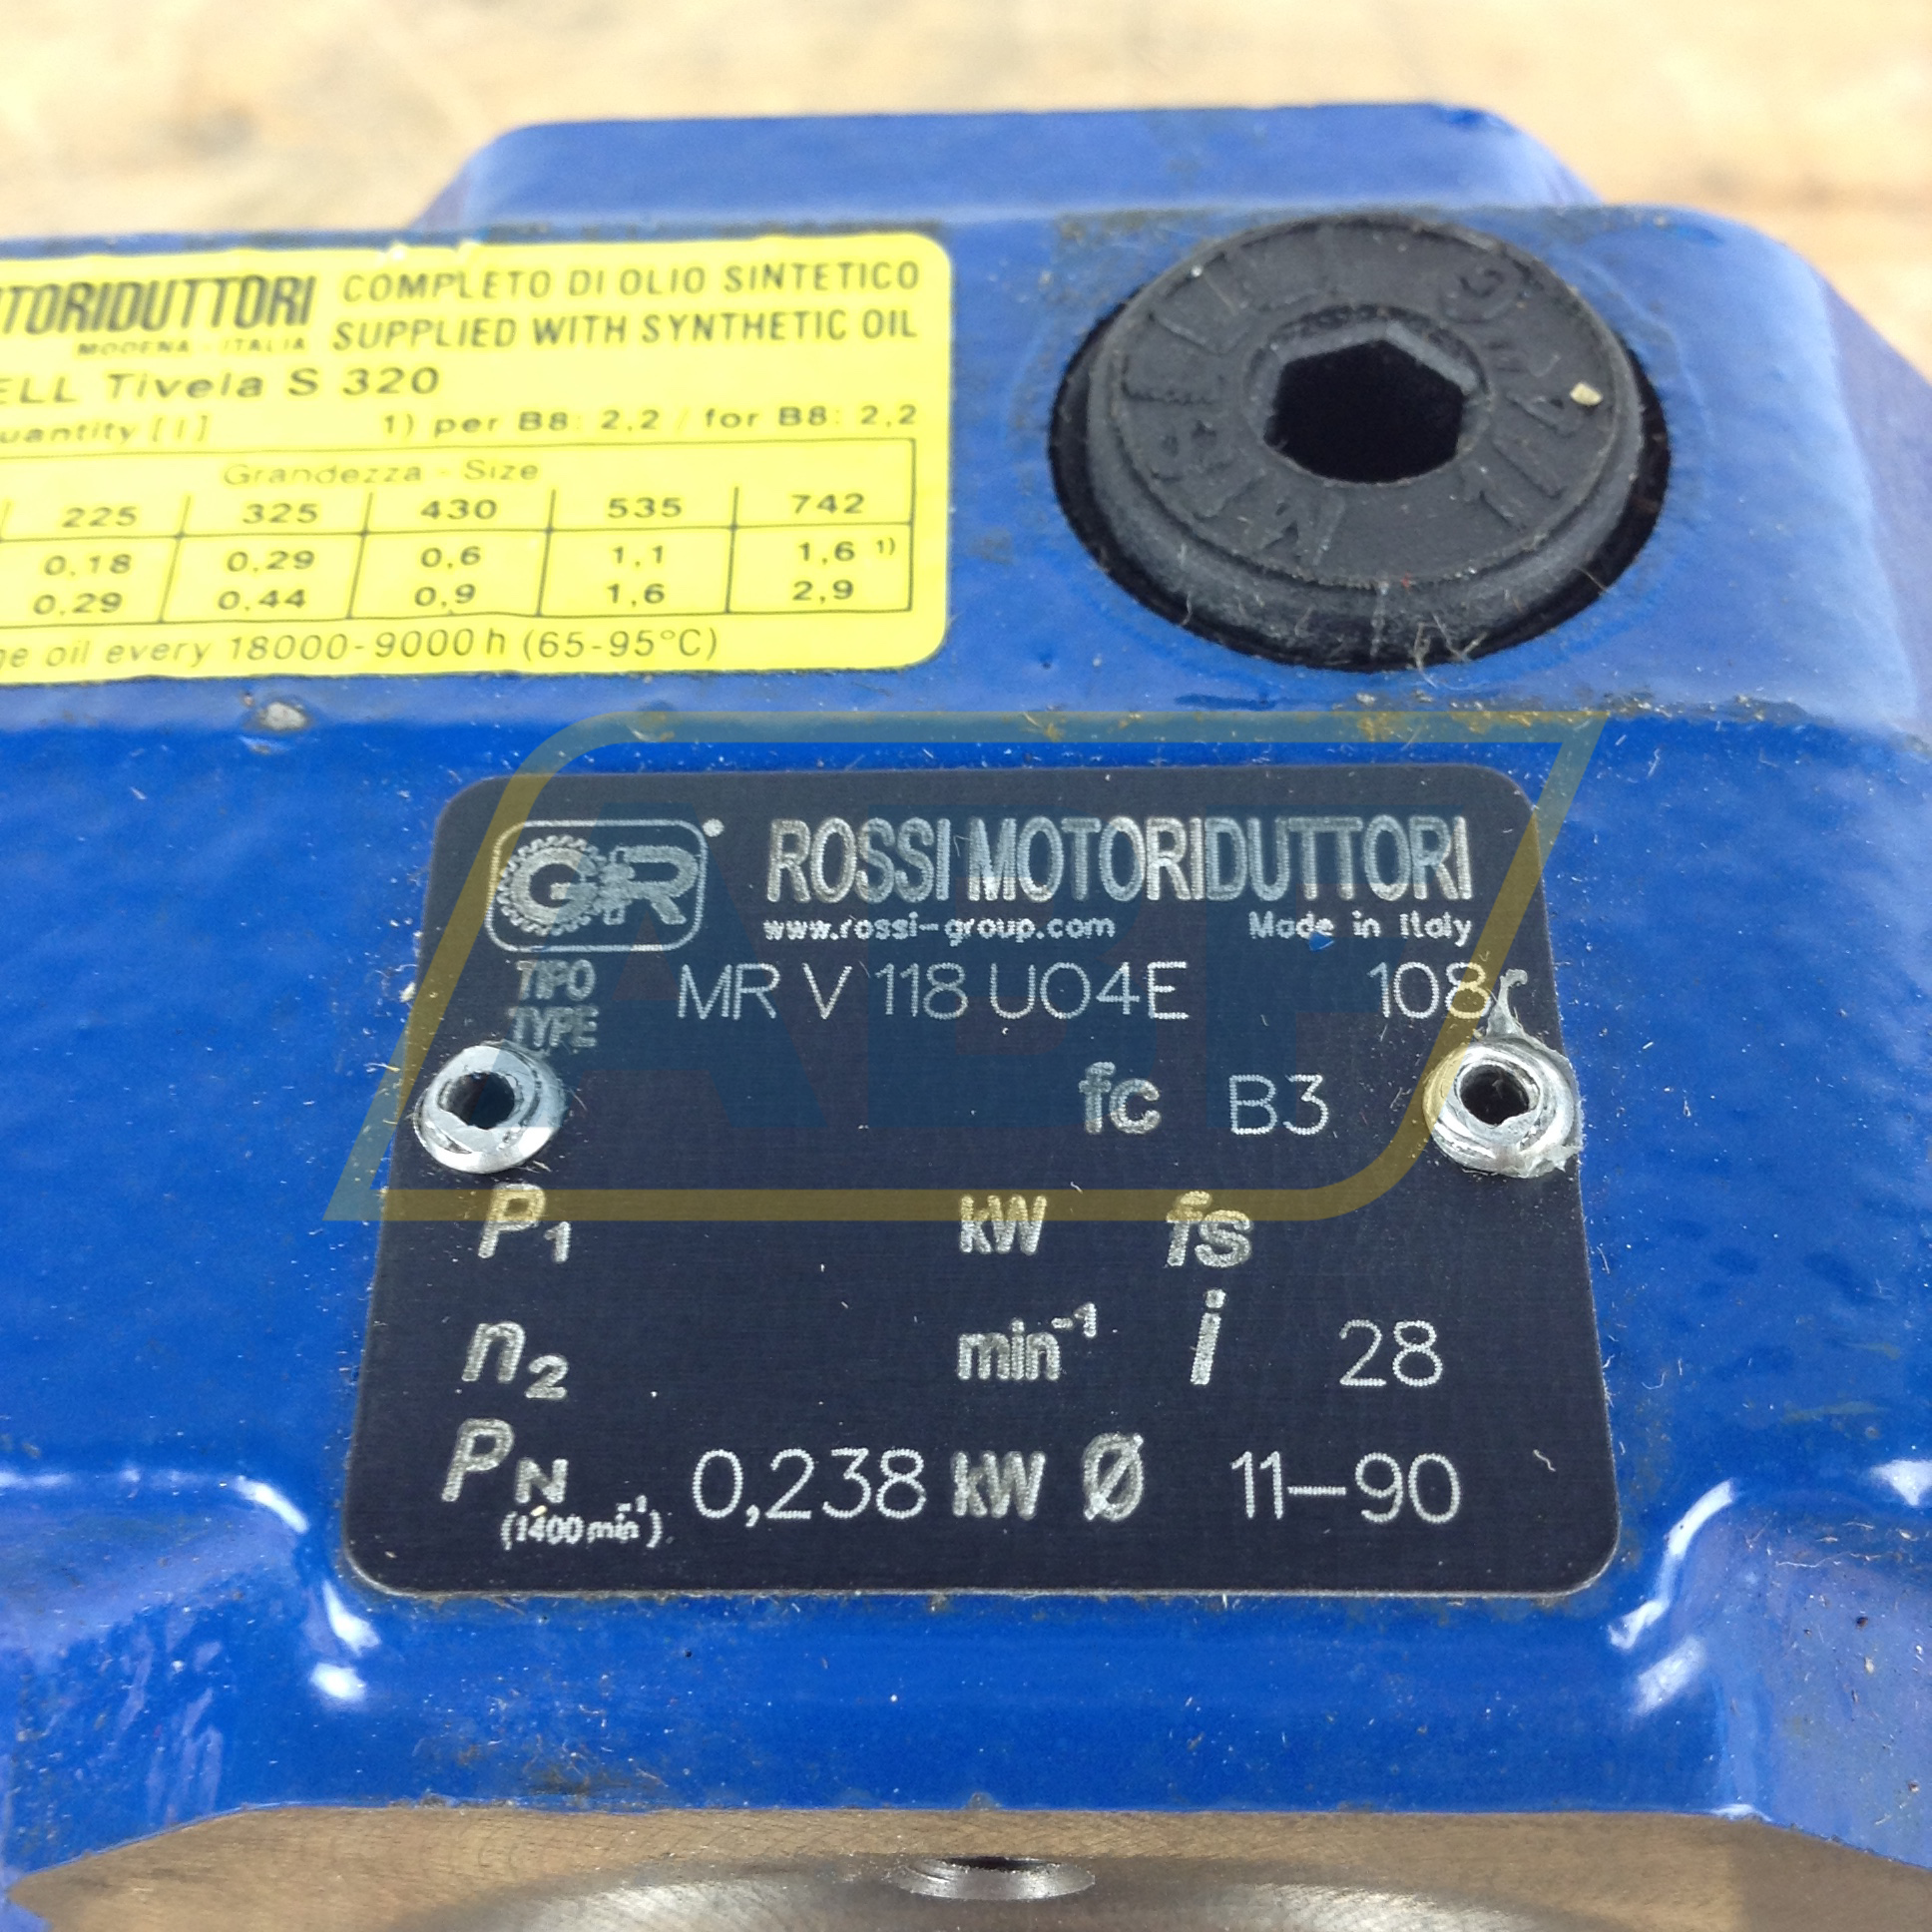 TORIDUTTORI COMPLETO DI OLIO SINTETICO
MODENA - ITALIA SUPPLIED WITH SYNTHETIC OIL
ELL Tivela S 320
uantity [l] 1) per B8: 2,2 / for B8: 2,2
Grandezza - Size
225 325 430 535 742
0,18 0,29 0,6 1,1 1,6 1)
0,29 0,44 0,9 1,6 2,9
ge oil every 18000-9000 h (65-95°C)
GR ROSSI MOTORIDUTTORI
www.rossi-group.com Made in Italy
TIPO
TYPE MR V 118 UO4E 108
fc B3
P1 kW fs
n2 min-1 i 28
PN (1400 min-1) 0,238 kW Ø 11-90
ABF